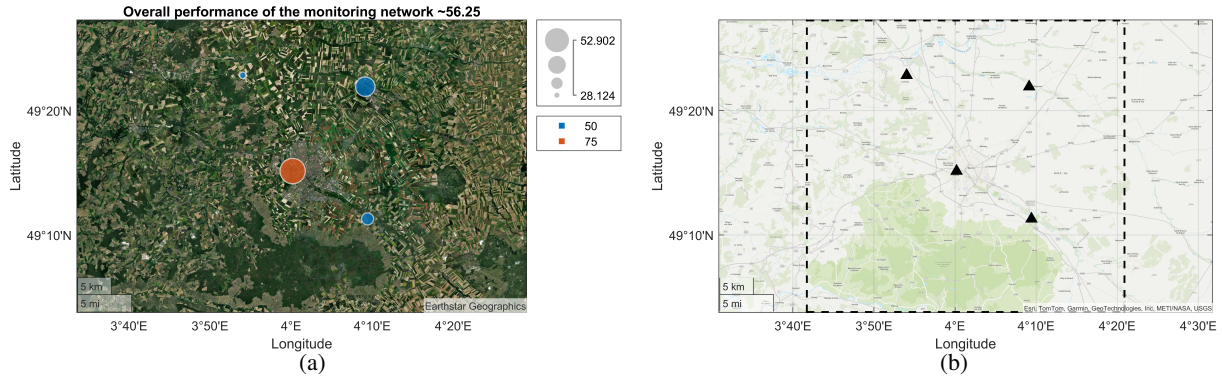 Overall performance of the monitoring network ~56.25
52.902
28.124
50
75
49°20'N
49°10'N
Latitude
5 km
5 mi
Earthstar Geographics
3°40'E 3°50'E 4°E 4°10'E 4°20'E
Longitude
(a)
49°20'N
49°10'N
Latitude
5 km
5 mi
Esri, TomTom, Garmin, GeoTechnologies, Inc, METI/NASA, USGS
3°40'E 3°50'E 4°E 4°10'E 4°20'E 4°30'E
Longitude
(b)